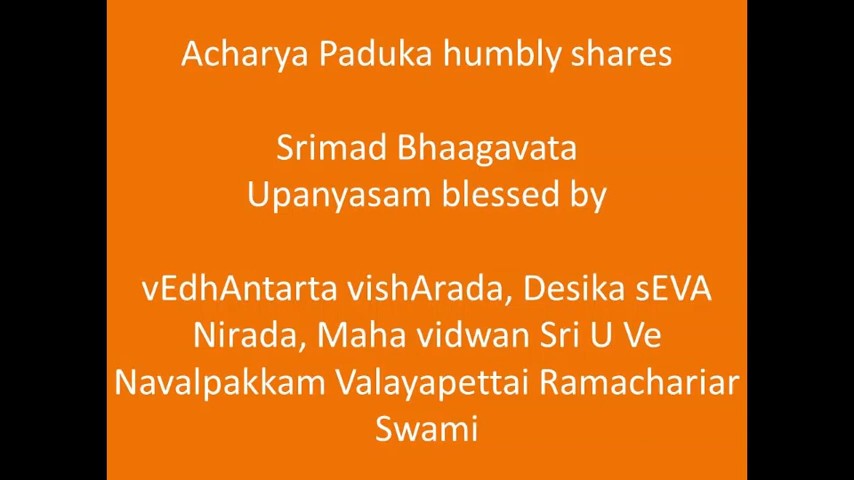 Acharya Paduka humbly shares
Srimad Bhaagavata
Upanyasam blessed by
vEdhAntarta vishArada, Desika sEVA
Nirada, Maha vidwan Sri U Ve
Navalpakkam Valayapettai Ramachariar
Swami